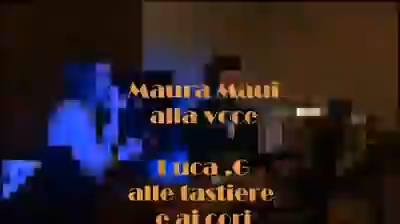 Maura Maui
alla voce
Luca .G
alle tastiere
e ai cori